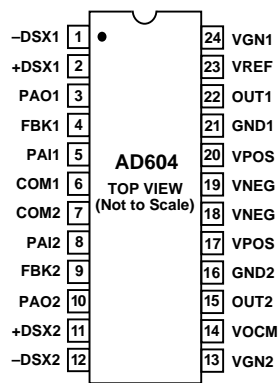 –DSX1 1 24 VGN1
+DSX1 2 23 VREF
PAO1 3 22 OUT1
FBK1 4 21 GND1
PAI1 5 20 VPOS
COM1 6 AD604 19 VNEG
COM2 7 TOP VIEW 18 VNEG
(Not to Scale)
PAI2 8 17 VPOS
FBK2 9 16 GND2
PAO2 10 15 OUT2
+DSX2 11 14 VOCM
–DSX2 12 13 VGN2